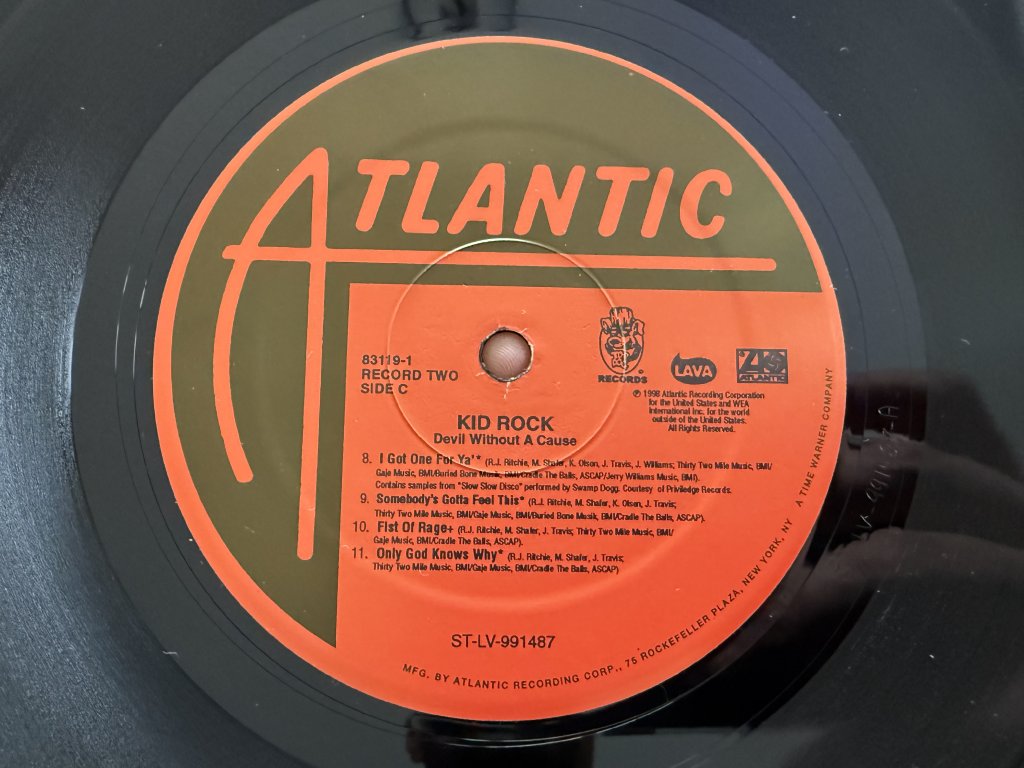 ATLANTIC
83119-1
RECORD TWO
SIDE C
RECORDS
LAVA
ATLANTIC
℗ 1998 Atlantic Recording Corporation
for the United States and WEA
International Inc. for the world
outside of the United States.
All Rights Reserved.
KID ROCK
Devil Without A Cause
8. I Got One For Ya'* (R.J. Ritchie, M. Shafer, K. Olson, J. Travis, J. Williams; Thirty Two Mile Music, BMI/
Gaje Music, BMI/Buried Bone Musik, BMI/Cradle The Balls, ASCAP/Jerry Williams Music, BMI).
Contains samples from "Slow Slow Disco" performed by Swamp Dogg. Courtesy of Priviledge Records.
9. Somebody's Gotta Feel This* (R.J. Ritchie, M. Shafer, K. Olson, J. Travis;
Thirty Two Mile Music, BMI/Gaje Music, BMI/Buried Bone Musik, BMI/Cradle The Balls, ASCAP).
10. Fist Of Rage+ (R.J. Ritchie, M. Shafer, J. Travis; Thirty Two Mile Music, BMI/
Gaje Music, BMI/Cradle The Balls, ASCAP).
11. Only God Knows Why* (R.J. Ritchie, M. Shafer, J. Travis;
Thirty Two Mile Music, BMI/Gaje Music, BMI/Cradle The Balls, ASCAP)
ST-LV-991487
MFG. BY ATLANTIC RECORDING CORP., 75 ROCKEFELLER PLAZA, NEW YORK, NY A TIME WARNER COMPANY